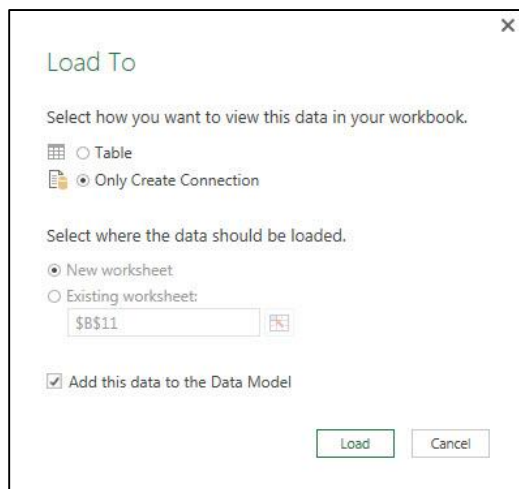 Load To
Select how you want to view this data in your workbook.
Table
Only Create Connection
Select where the data should be loaded.
New worksheet
Existing worksheet:
$B$11
Add this data to the Data Model
Load Cancel